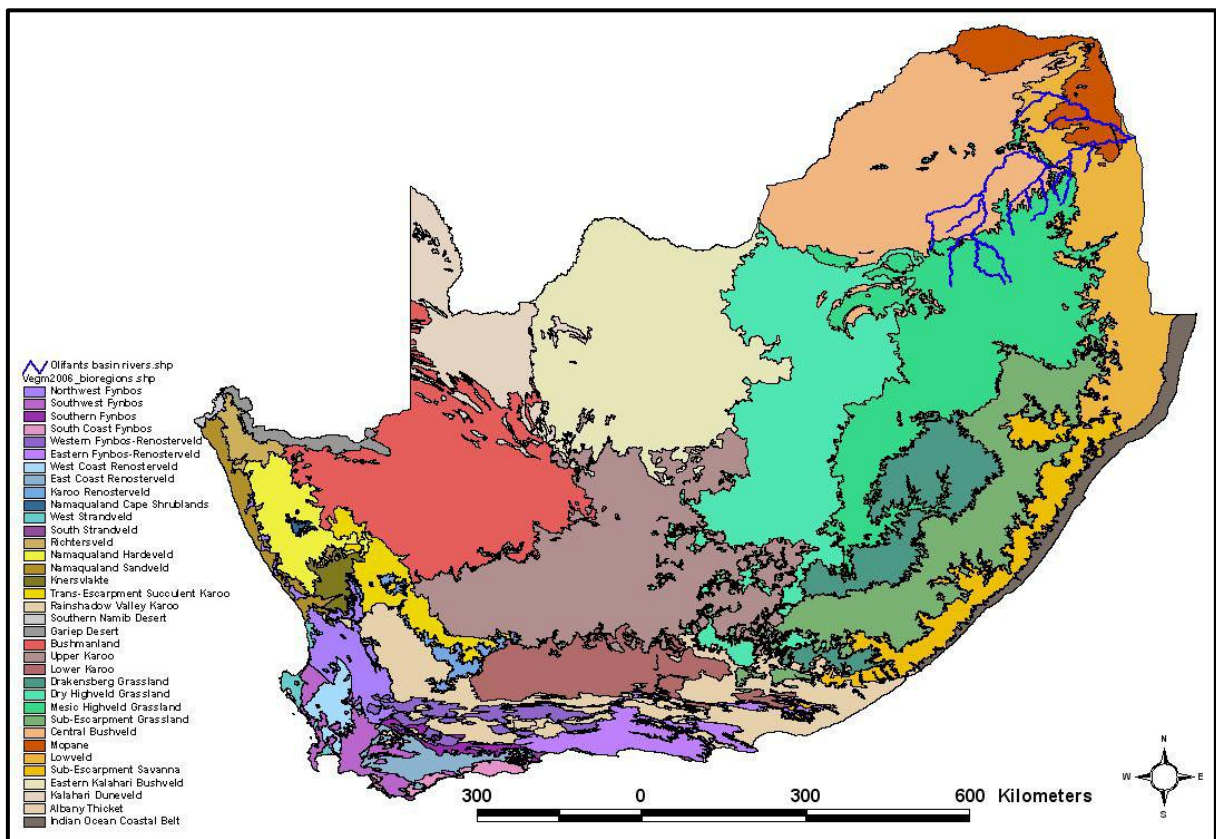 Olifants basin rivers.shp
Vegm2006_bioregions.shp
Northwest Fynbos
Southwest Fynbos
Southern Fynbos
South Coast Fynbos
Western Fynbos-Renosterveld
Eastern Fynbos-Renosterveld
West Coast Renosterveld
East Coast Renosterveld
Karoo Renosterveld
Namaqualand Cape Shrublands
West Strandveld
South Strandveld
Richtersveld
Namaqualand Hardeveld
Namaqualand Sandveld
Knersvlakte
Trans-Escarpment Succulent Karoo
Rainshadow Valley Karoo
Southern Namib Desert
Gariep Desert
Bushmanland
Upper Karoo
Lower Karoo
Drakensberg Grassland
Dry Highveld Grassland
Mesic Highveld Grassland
Sub-Escarpment Grassland
Central Bushveld
Mopane
Lowveld
Sub-Escarpment Savanna
Eastern Kalahari Bushveld
Kalahari Duneveld
Albany Thicket
Indian Ocean Coastal Belt
300 0 300 600 Kilometers
N
W E
S